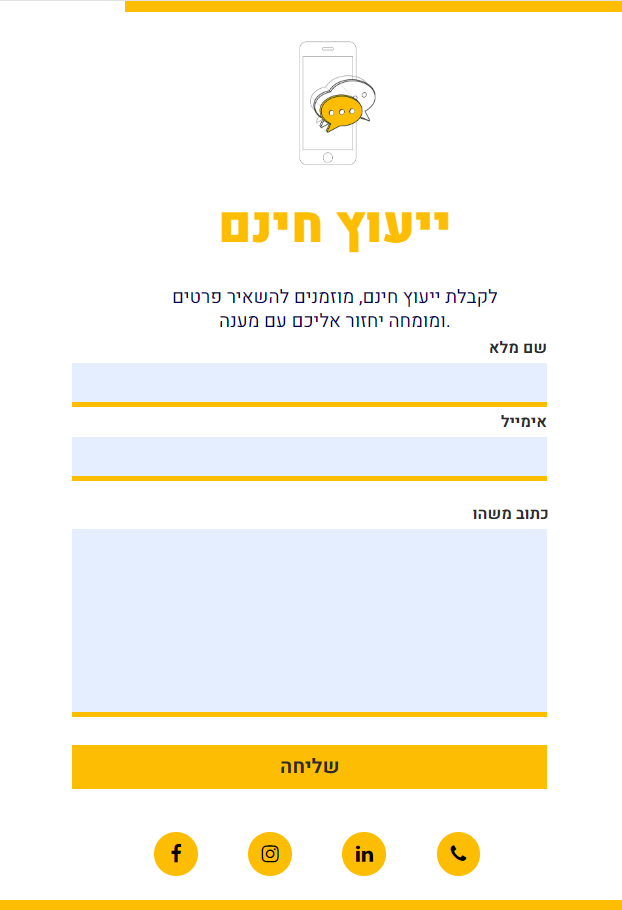 ייעוץ חינם
לקבלת ייעוץ חינם, מוזמנים להשאיר פרטים
ומומחה יחזור אליכם עם מענה.
שם מלא
אימייל
כתוב משהו
שליחה